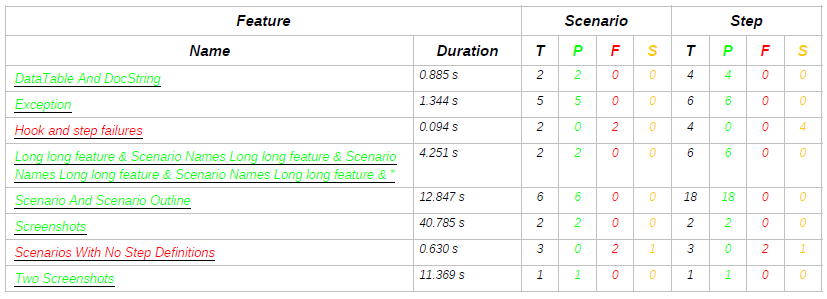 Feature Scenario Step
Name Duration T P F S T P F S
DataTable And DocString 0.885 s 2 2 0 0 4 4 0 0
Exception 1.344 s 5 5 0 0 6 6 0 0
Hook and step failures 0.094 s 2 0 2 0 4 0 0 4
Long long feature & Scenario Names Long long feature & Scenario 4.251 s 2 2 0 0 6 6 0 0
Names Long long feature & Scenario Names Long long feature & *
Scenario And Scenario Outline 12.847 s 6 6 0 0 18 18 0 0
Screenshots 40.785 s 2 2 0 0 2 2 0 0
Scenarios With No Step Definitions 0.630 s 3 0 2 1 3 0 2 1
Two Screenshots 11.369 s 1 1 0 0 1 1 0 0